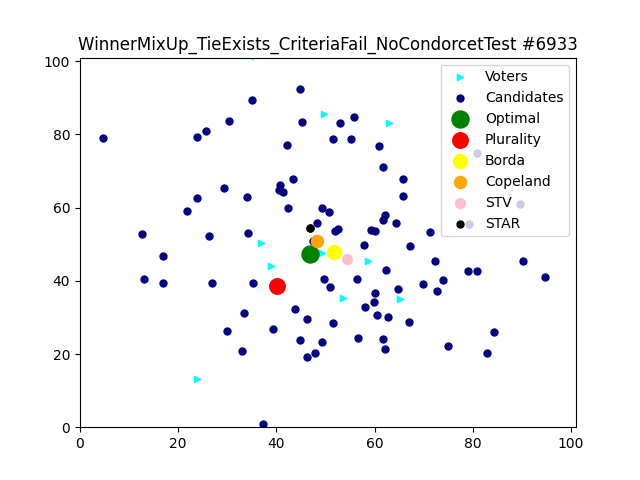 WinnerMixUp_TieExists_CriteriaFail_NoCondorcetTest #6933
100
80
60
40
20
0
0
20
40
60
80
100
Voters
Candidates
Optimal
Plurality
Borda
Copeland
STV
STAR